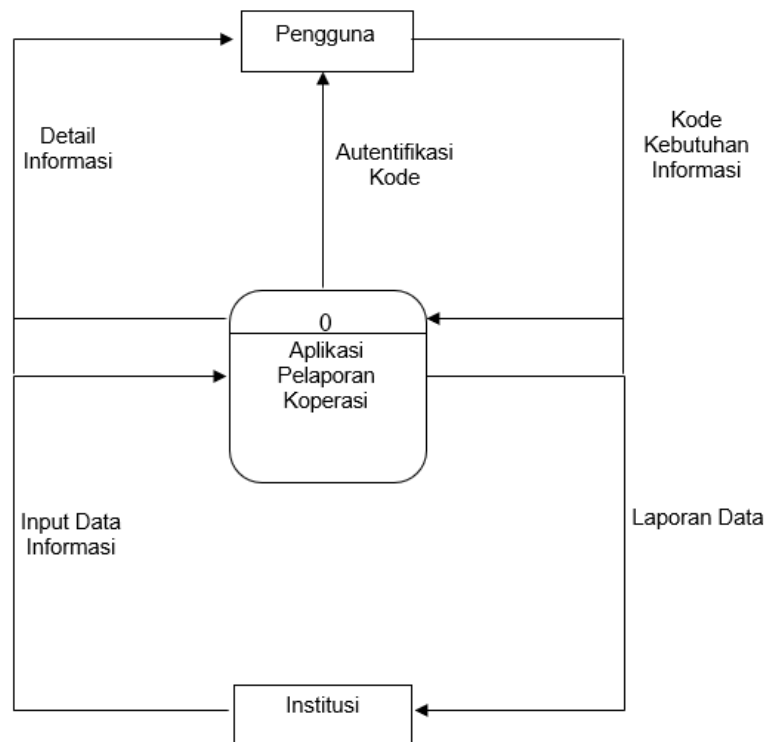 Pengguna
Detail
Informasi
Autentifikasi
Kode
Kode
Kebutuhan
Informasi
0
Aplikasi
Pelaporan
Koperasi
Input Data
Informasi
Laporan Data
Institusi